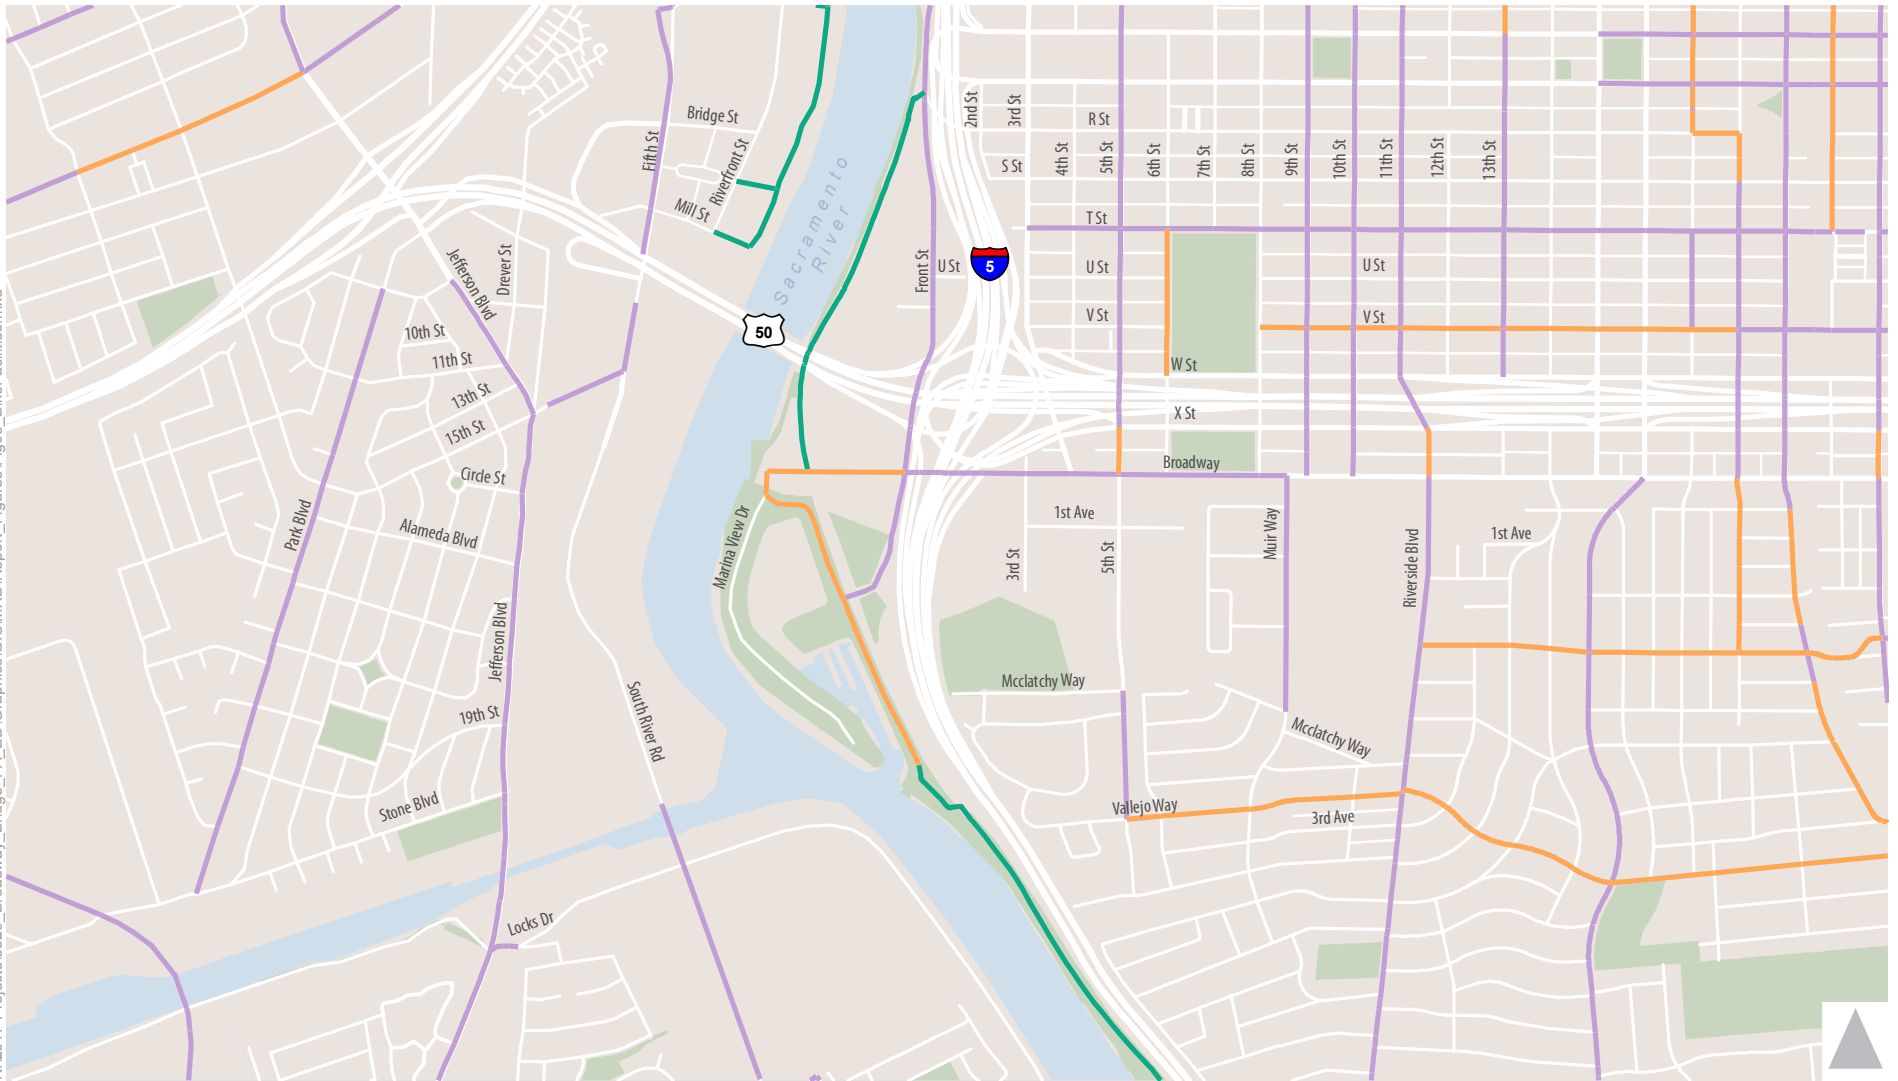 Bridge St
Fifth St
Riverfront St
Mill St
Sacramento
River
2nd St
3rd St
R St
S St
4th St
5th St
6th St
7th St
8th St
9th St
10th St
11th St
12th St
13th St
T St
Jefferson Blvd
Drever St
Front St
U St
5
U St
U St
V St
V St
50
10th St
11th St
13th St
15th St
W St
X St
Circle St
Broadway
Park Blvd
Alameda Blvd
Marina View Dr
1st Ave
3rd St
5th St
Muir Way
Riverside Blvd
1st Ave
Jefferson Blvd
19th St
South River Rd
Mcclatchy Way
Mcclatchy Way
Stone Blvd
Vallejo Way
3rd Ave
Locks Dr